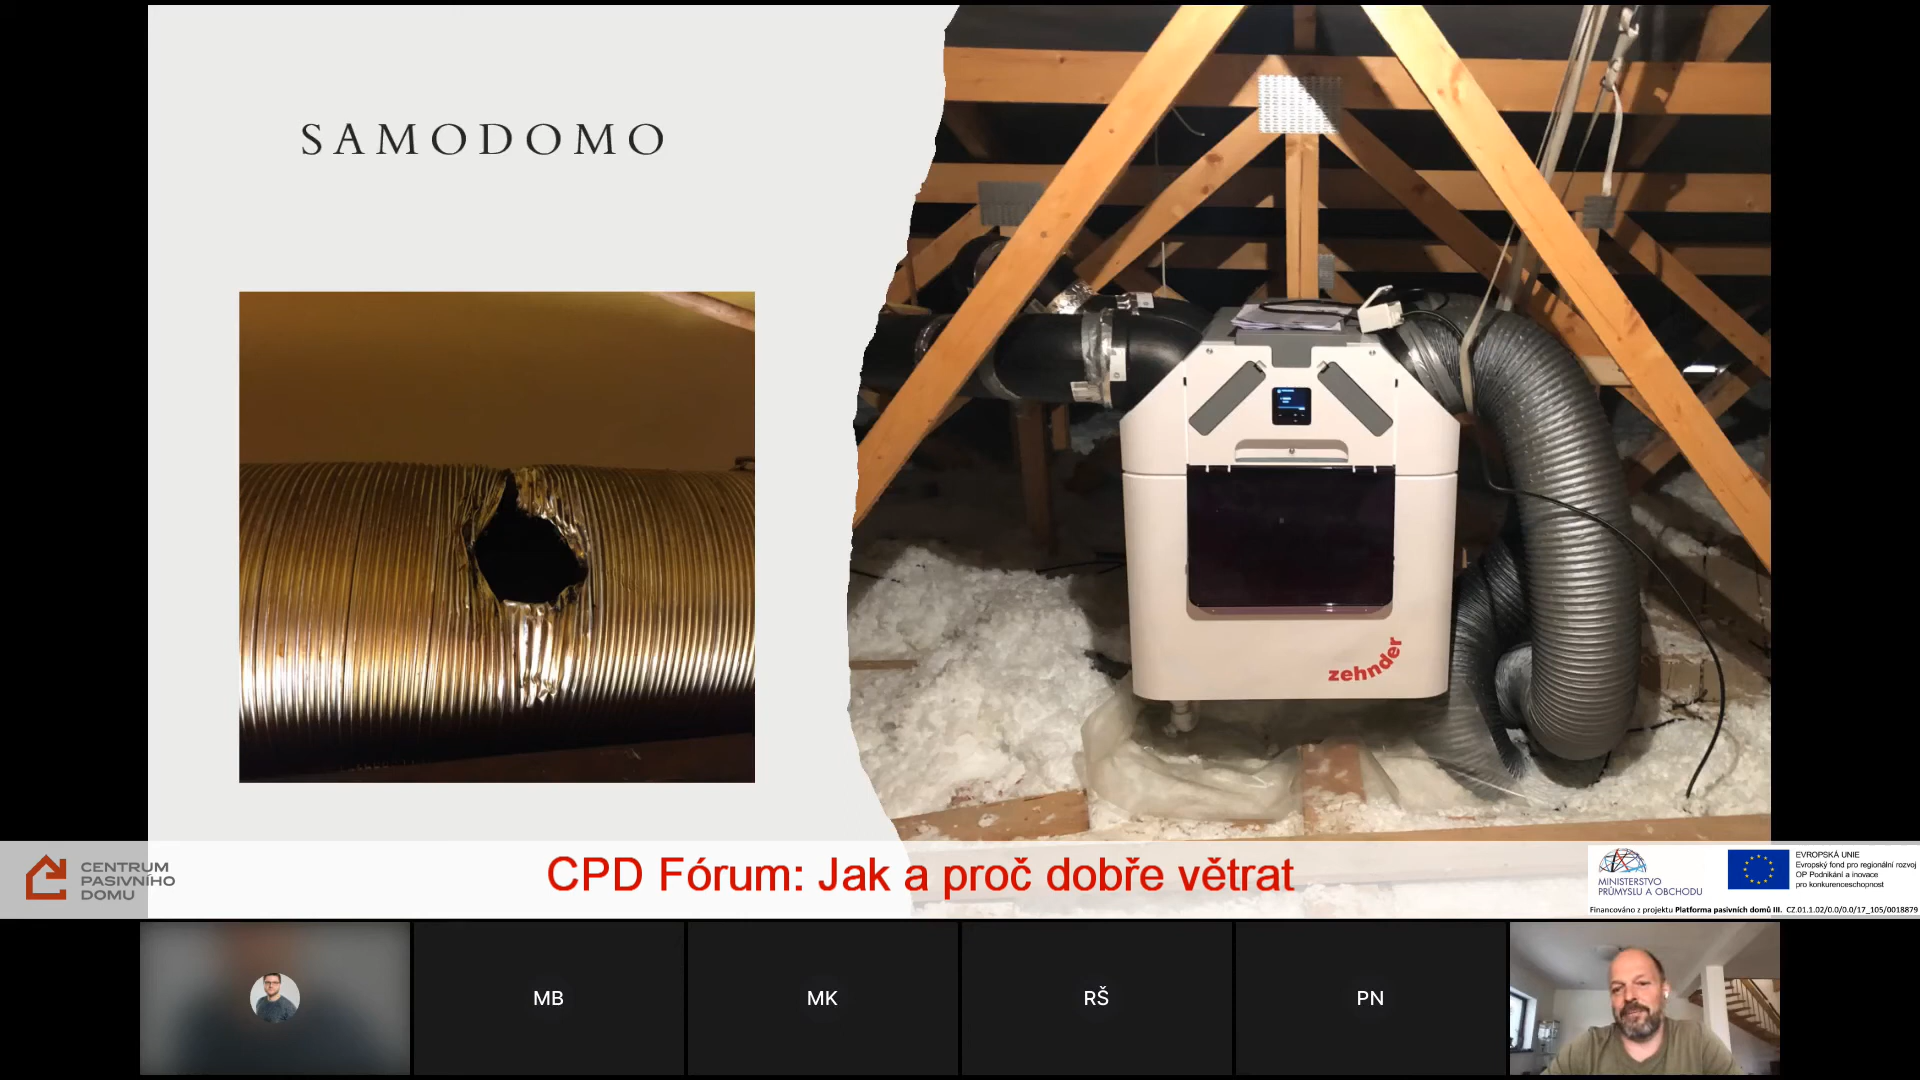 SAMODOMO
zehnder
CENTRUM
PASIVNÍHO
DOMU
CPD Fórum: Jak a proč dobře větrat
MINISTERSTVO
PRŮMYSLU A OBCHODU
EVROPSKÁ UNIE
Evropský fond pro regionální rozvoj
OP Podnikání a inovace
pro konkurenceschopnost
Financováno z projektu Platforma pasivních domů III. CZ.01.1.02/0.0/0.0/17_105/0018879
MB
MK
RŠ
PN